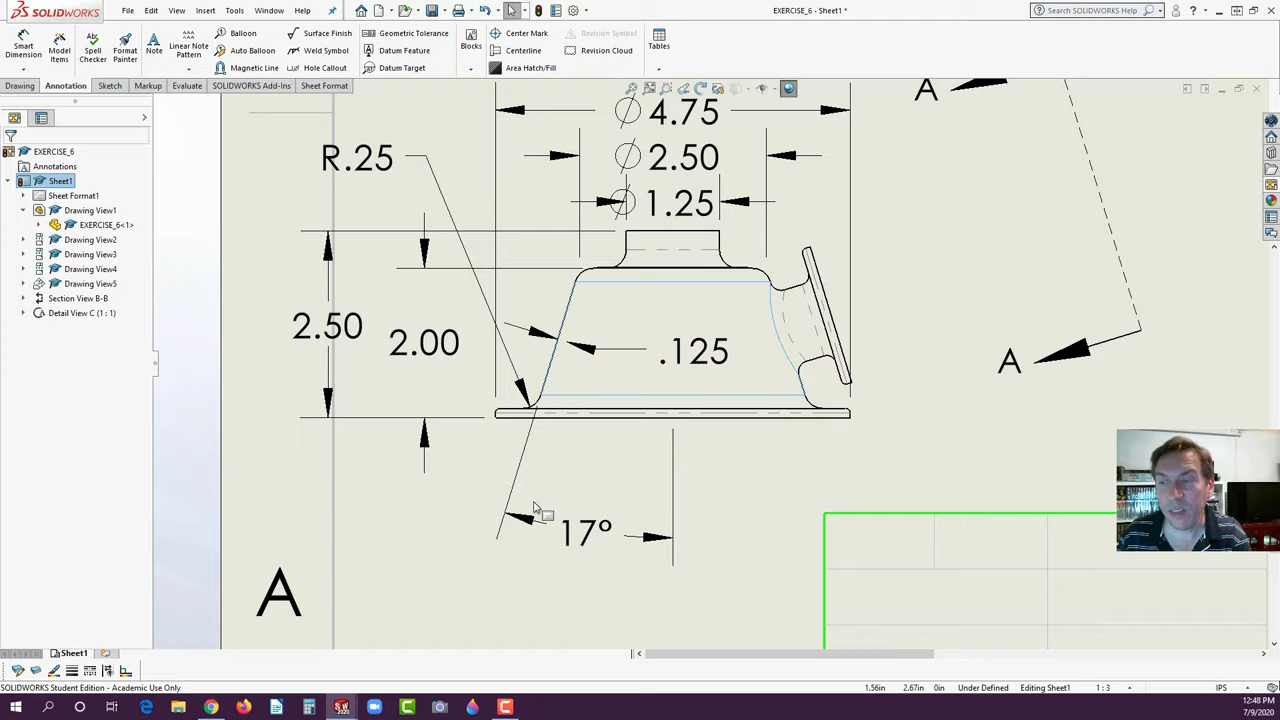 SOLIDWORKS
File
Edit
View
Insert
Tools
Window
Help
EXERCISE_6 - Sheet1 *
Search SOLIDWORKS Help
Smart Dimension
Model Items
Spell Checker
Format Painter
Note
Linear Note Pattern
Balloon
Auto Balloon
Magnetic Line
Surface Finish
Weld Symbol
Hole Callout
Geometric Tolerance
Datum Feature
Datum Target
Blocks
Center Mark
Centerline
Area Hatch/Fill
Revision Symbol
Revision Cloud
Tables
Drawing
Annotation
Sketch
Markup
Evaluate
SOLIDWORKS Add-Ins
Sheet Format
EXERCISE_6
Annotations
Sheet1
Sheet Format1
Drawing View1
EXERCISE_6<1>
Drawing View2
Drawing View3
Drawing View4
Drawing View5
Section View B-B
Detail View C (1 : 1)
∅ 4.75
∅ 2.50
∅ 1.25
R.25
2.50
2.00
.125
17°
A
A
A
Sheet1
SOLIDWORKS Student Edition - Academic Use Only
1.56in
2.67in
0in
Under Defined
Editing Sheet1
1 : 3
IPS
12:48 PM
7/9/2020